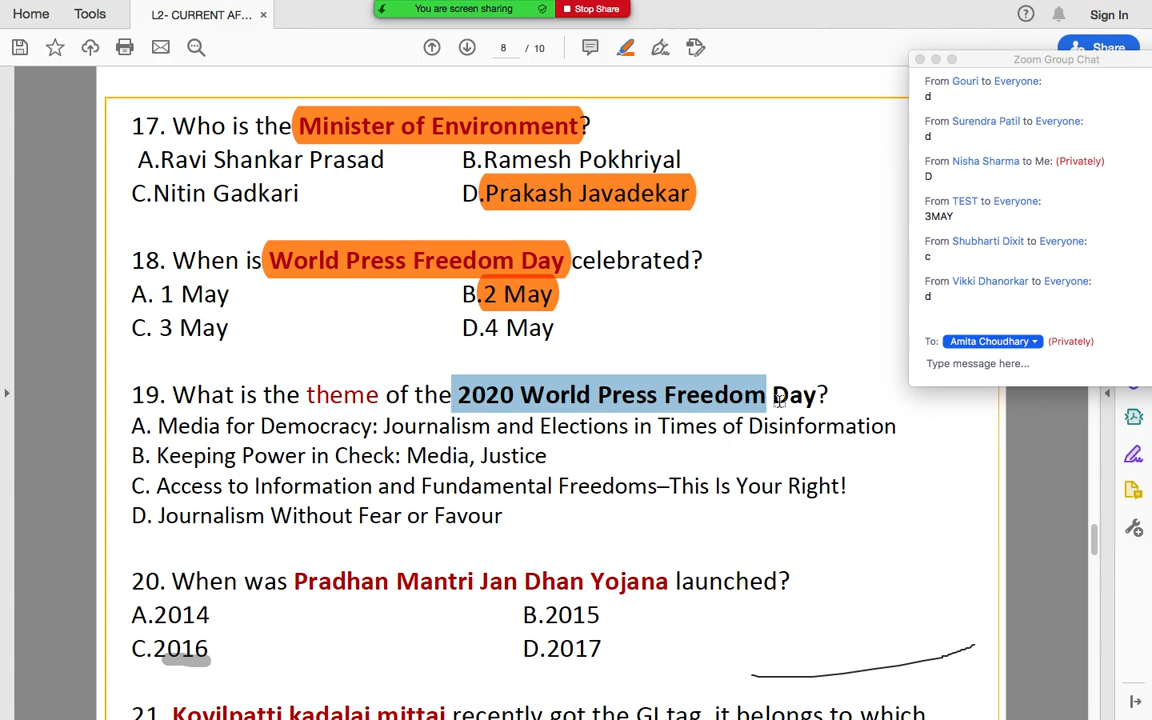 Home Tools L2- CURRENT AF... × You are screen sharing Stop Share Sign In
8 / 10 Share
Zoom Group Chat
From Gouri to Everyone:
d
From Surendra Patil to Everyone:
d
From Nisha Sharma to Me: (Privately)
D
From TEST to Everyone:
3MAY
From Shubharti Dixit to Everyone:
c
From Vikki Dhanorkar to Everyone:
d
To: Amita Choudhary (Privately)
Type message here...
17. Who is the Minister of Environment?
A.Ravi Shankar Prasad B.Ramesh Pokhriyal
C.Nitin Gadkari D.Prakash Javadekar
18. When is World Press Freedom Day celebrated?
A. 1 May B.2 May
C. 3 May D.4 May
19. What is the theme of the 2020 World Press Freedom Day?
A. Media for Democracy: Journalism and Elections in Times of Disinformation
B. Keeping Power in Check: Media, Justice
C. Access to Information and Fundamental Freedoms–This Is Your Right!
D. Journalism Without Fear or Favour
20. When was Pradhan Mantri Jan Dhan Yojana launched?
A.2014 B.2015
C.2016 D.2017
21. Kovilpatti kadalai mittai recently got the GI tag, it belongs to which